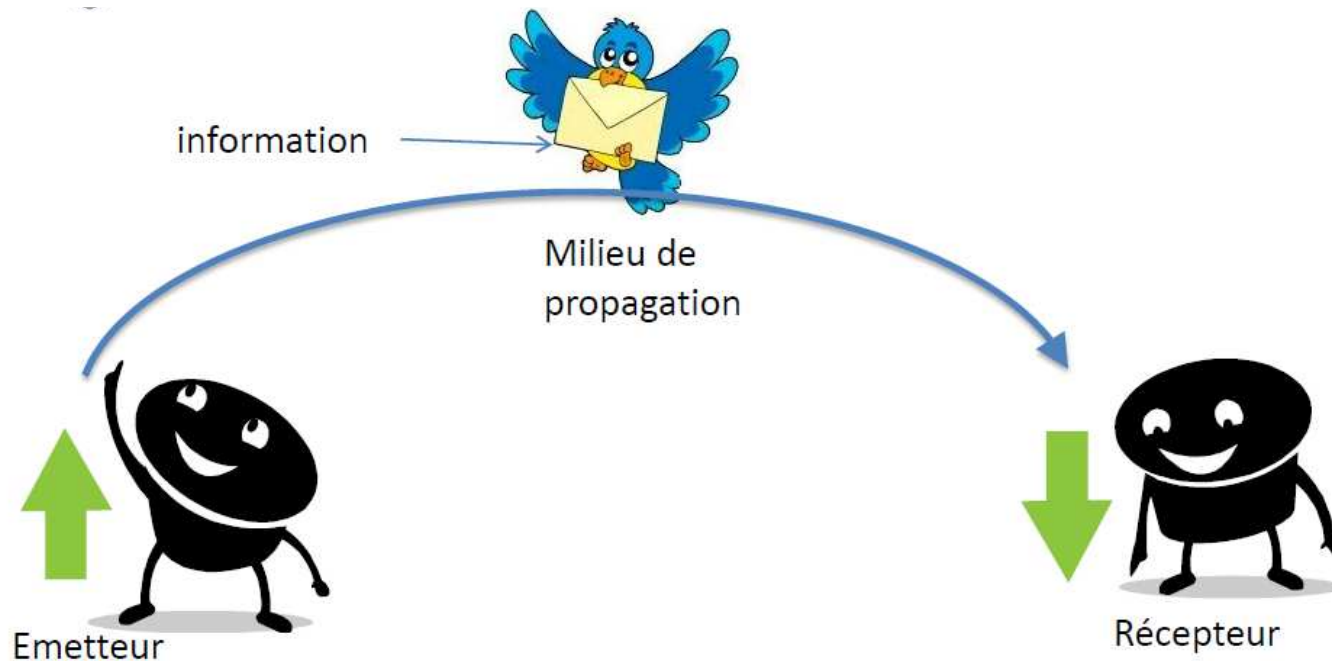 information
Milieu de
propagation
Emetteur
Récepteur